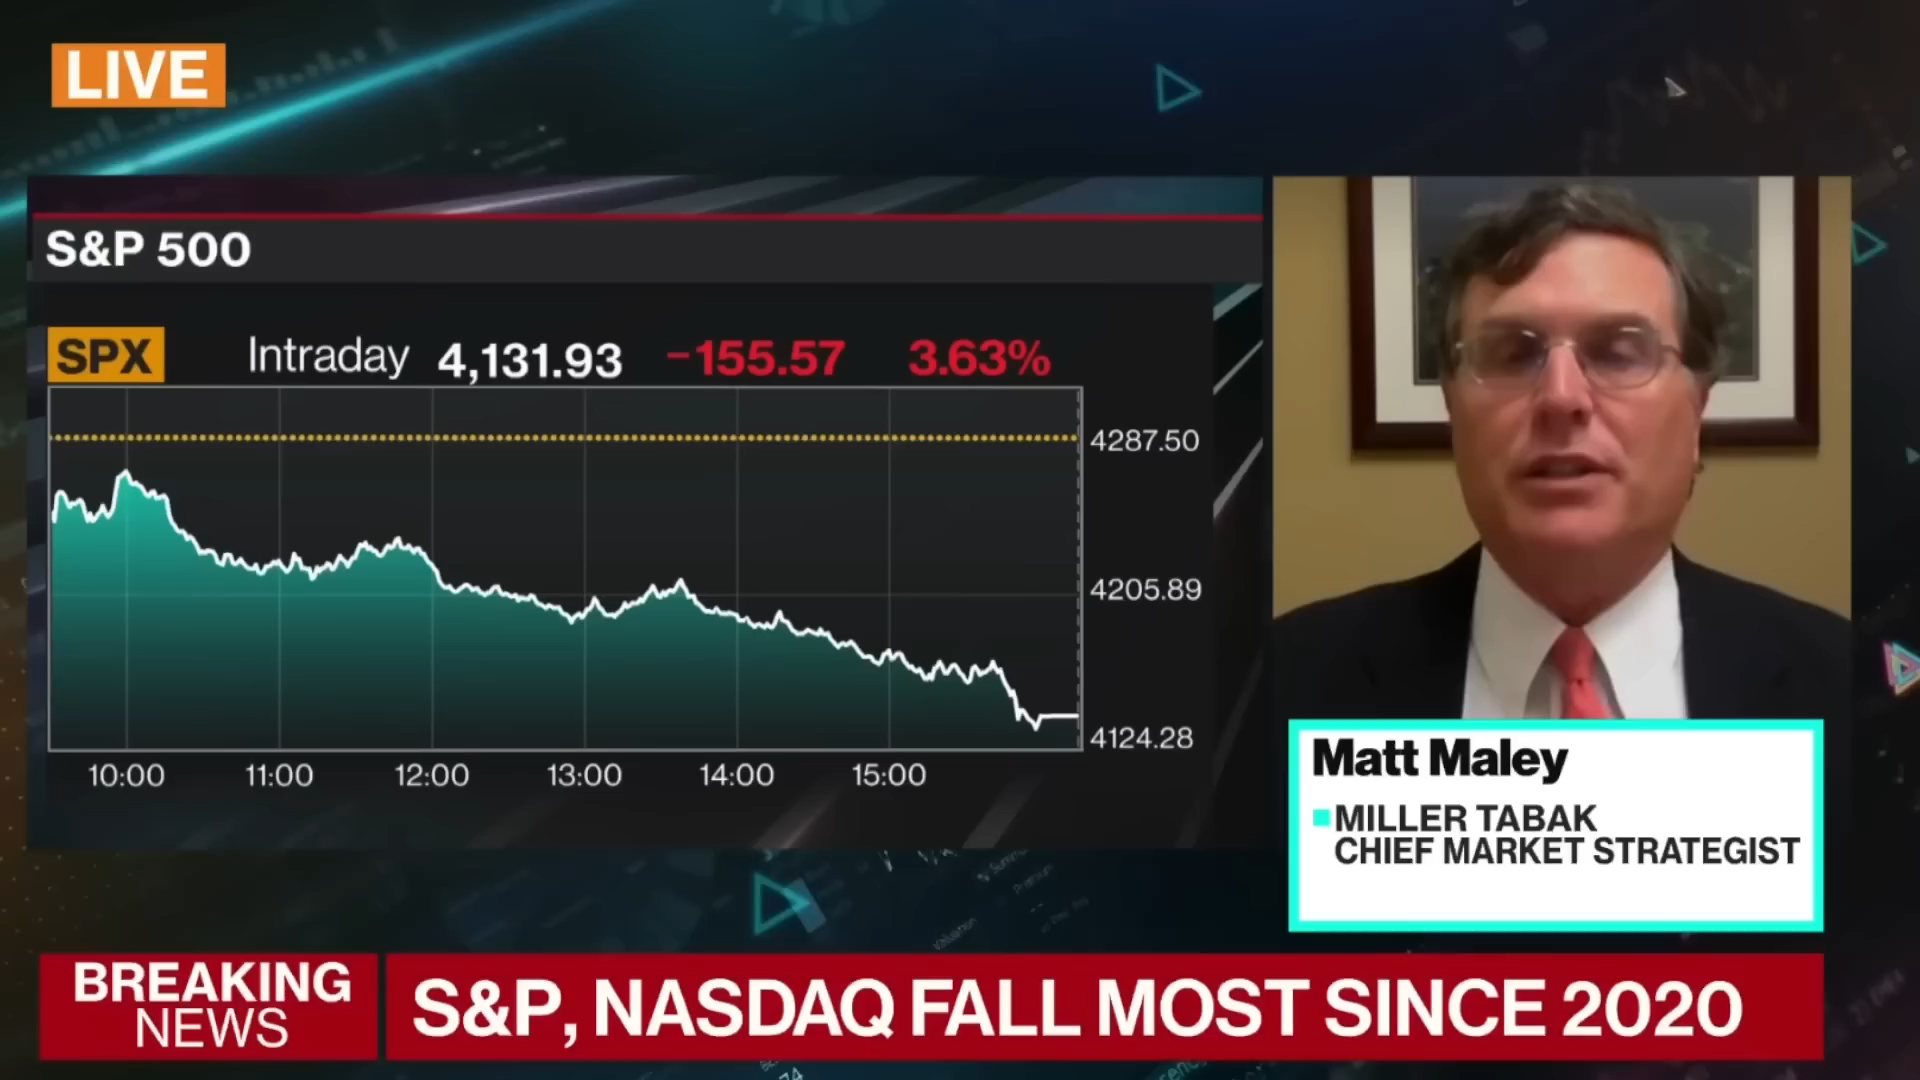 LIVE
S&P 500
SPX Intraday 4,131.93 -155.57 3.63%
4287.50
4205.89
4124.28
10:00 11:00 12:00 13:00 14:00 15:00
Matt Maley
MILLER TABAK
CHIEF MARKET STRATEGIST
BREAKING
NEWS
S&P, NASDAQ FALL MOST SINCE 2020